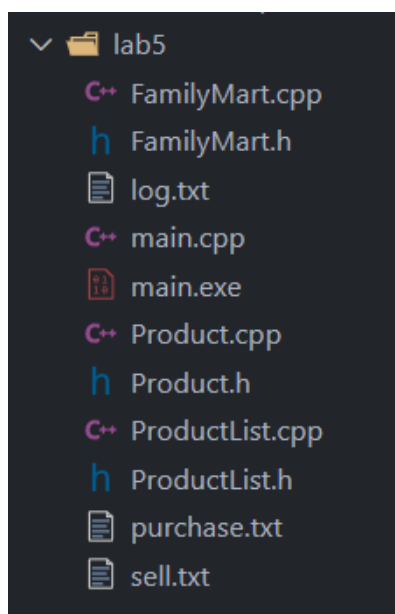 lab5
C++ FamilyMart.cpp
h FamilyMart.h
log.txt
C++ main.cpp
main.exe
C++ Product.cpp
h Product.h
C++ ProductList.cpp
h ProductList.h
purchase.txt
sell.txt